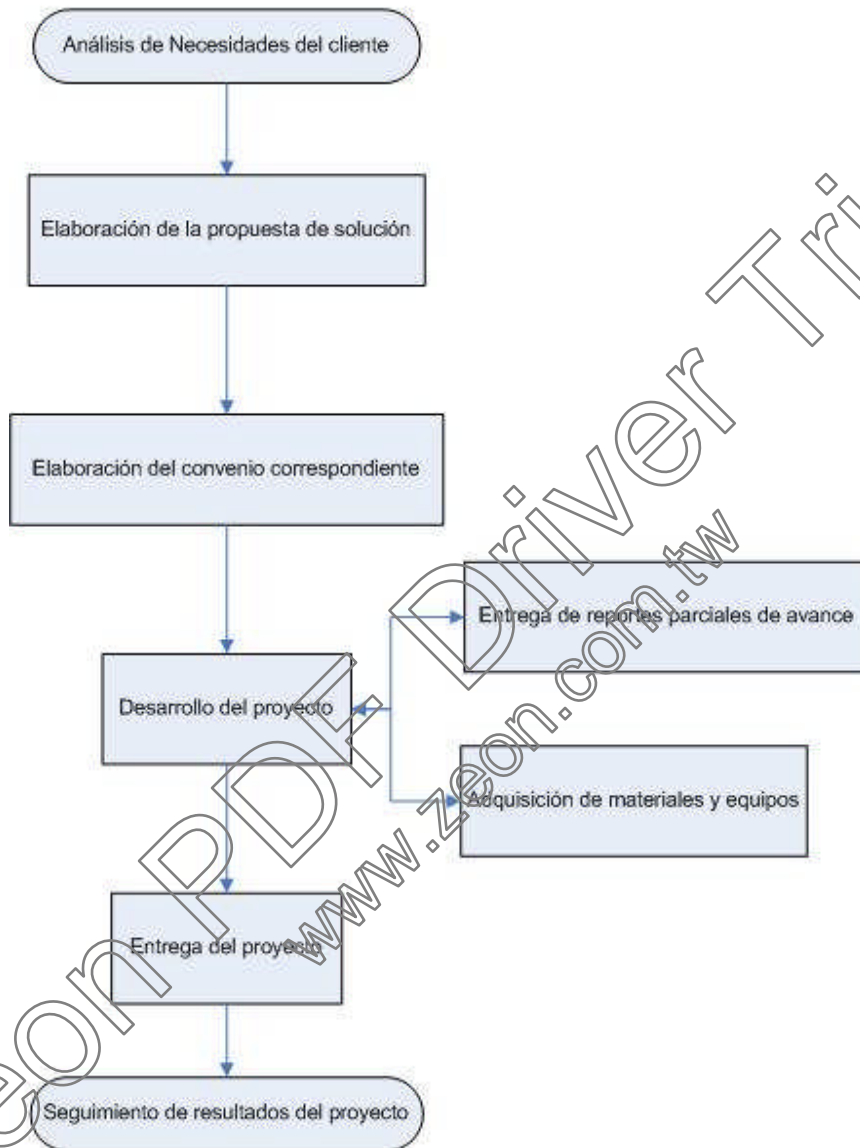 Análisis de Necesidades del cliente
Elaboración de la propuesta de solución
Elaboración del convenio correspondiente
Entrega de reportes parciales de avance
Desarrollo del proyecto
Adquisición de materiales y equipos
Entrega del proyecto
Seguimiento de resultados del proyecto
eon PDF Driver Tri
www.zeon.com.tw